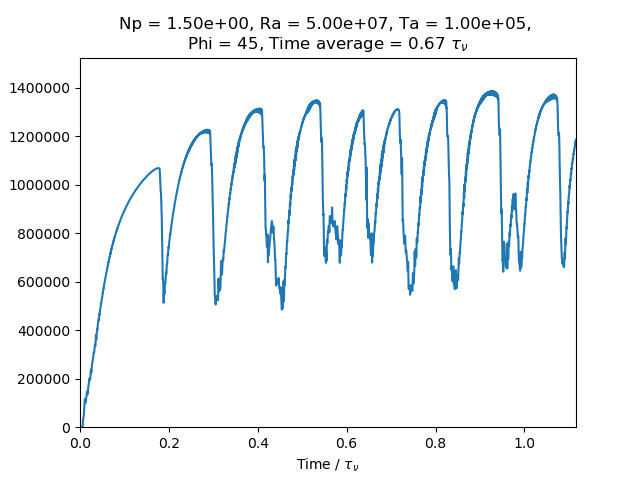 Np = 1.50e+00, Ra = 5.00e+07, Ta = 1.00e+05,
Phi = 45, Time average = 0.67 τν
1400000
1200000
1000000
800000
600000
400000
200000
0
0.0 0.2 0.4 0.6 0.8 1.0
Time / τν